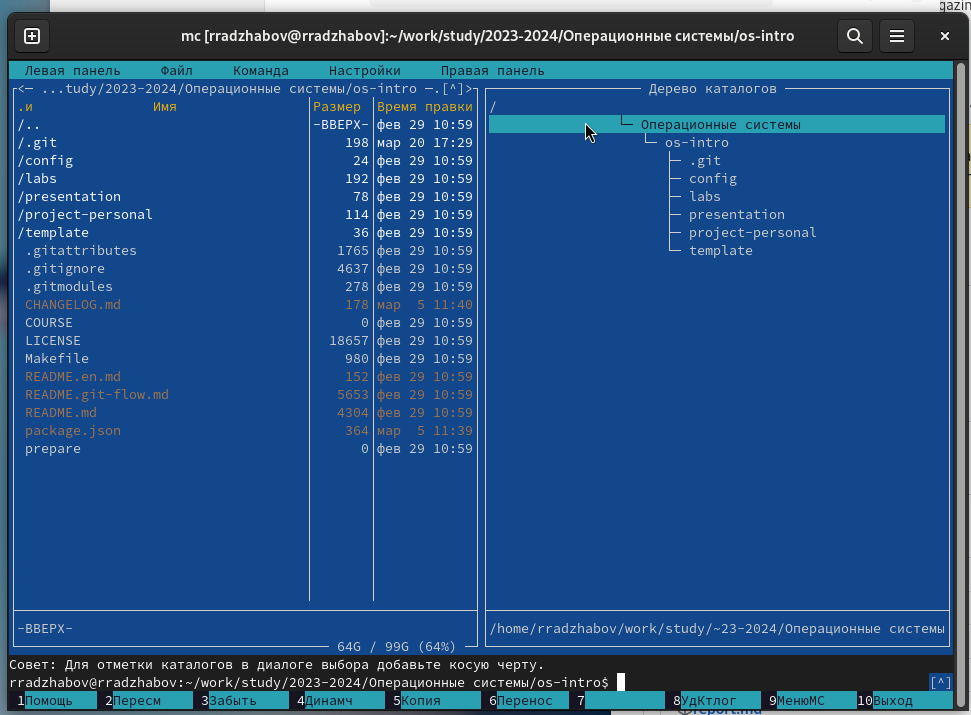 gazin
mc [rradzhabov@rradzhabov]:~/work/study/2023-2024/Операционные системы/os-intro
Левая панель Файл Команда Настройки Правая панель
<─ ...tudy/2023-2024/Операционные системы/os-intro ─.[^]>
.и Имя Размер Время правки
/.. -ВВЕРХ- фев 29 10:59
/.git 198 мар 20 17:29
/config 24 фев 29 10:59
/labs 192 фев 29 10:59
/presentation 78 фев 29 10:59
/project-personal 114 фев 29 10:59
/template 36 фев 29 10:59
.gitattributes 1765 фев 29 10:59
.gitignore 4637 фев 29 10:59
.gitmodules 278 фев 29 10:59
CHANGELOG.md 178 мар 5 11:40
COURSE 0 фев 29 10:59
LICENSE 18657 фев 29 10:59
Makefile 980 фев 29 10:59
README.en.md 152 фев 29 10:59
README.git-flow.md 5653 фев 29 10:59
README.md 4304 фев 29 10:59
package.json 364 мар 5 11:39
prepare 0 фев 29 10:59
-ВВЕРХ-
64G / 99G (64%)
Дерево каталогов
/
└─ Операционные системы
└─ os-intro
├─ .git
├─ config
├─ labs
├─ presentation
├─ project-personal
└─ template
/home/rradzhabov/work/study/~23-2024/Операционные системы
Совет: Для отметки каталогов в диалоге выбора добавьте косую черту.
rradzhabov@rradzhabov:~/work/study/2023-2024/Операционные системы/os-intro$ [^]
1Помощь 2Пересм 3Забыть 4Динамч 5Копия 6Перенос 7 8УдКтлог 9МенюMC 10Выход
report.md